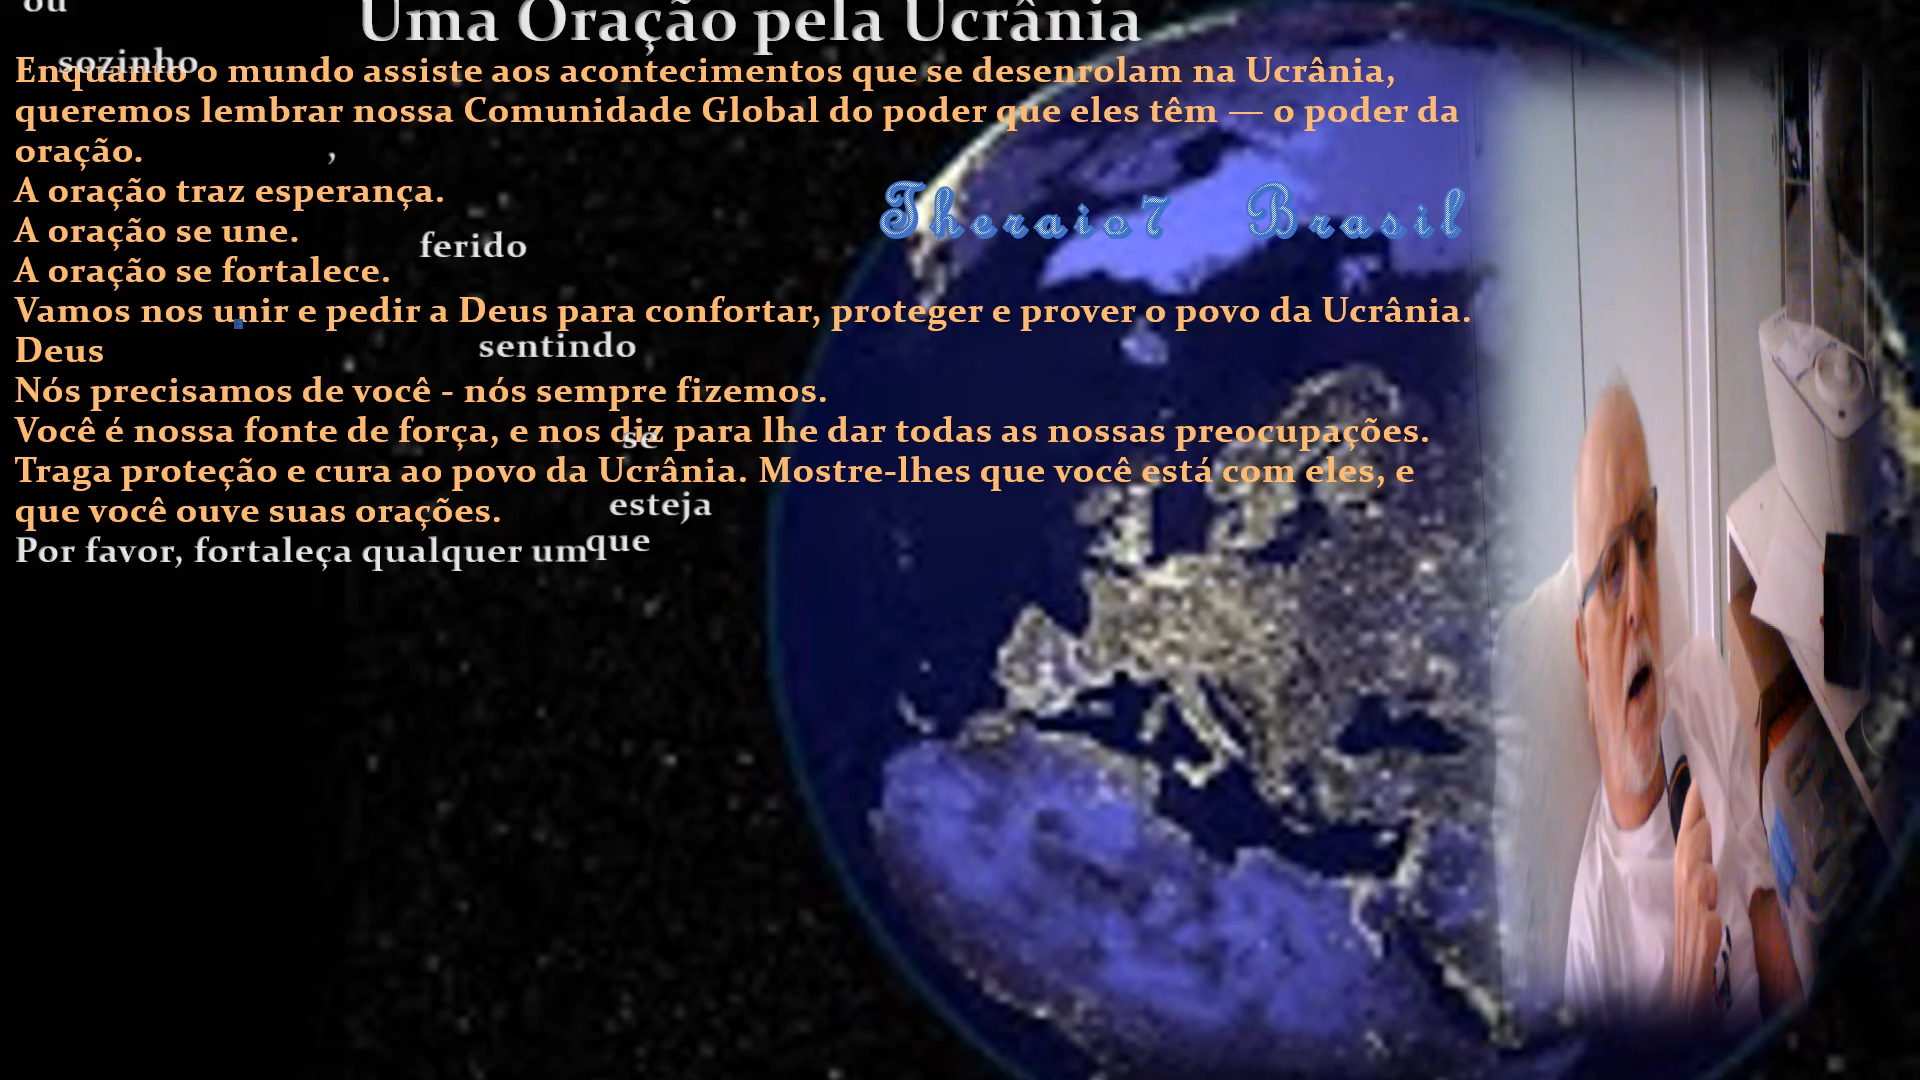 ou
Uma Oração pela Ucrânia
sozinho
Enquanto o mundo assiste aos acontecimentos que se desenrolam na Ucrânia,
queremos lembrar nossa Comunidade Global do poder que eles têm — o poder da
oração.
,
A oração traz esperança.
Theraio7 Brasil
A oração se une.
ferido
A oração se fortalece.
Vamos nos unir e pedir a Deus para confortar, proteger e prover o povo da Ucrânia.
Deus
sentindo
Nós precisamos de você - nós sempre fizemos.
Você é nossa fonte de força, e nos diz para lhe dar todas as nossas preocupações.
se
Traga proteção e cura ao povo da Ucrânia. Mostre-lhes que você está com eles, e
que você ouve suas orações.
esteja
Por favor, fortaleça qualquer um
que